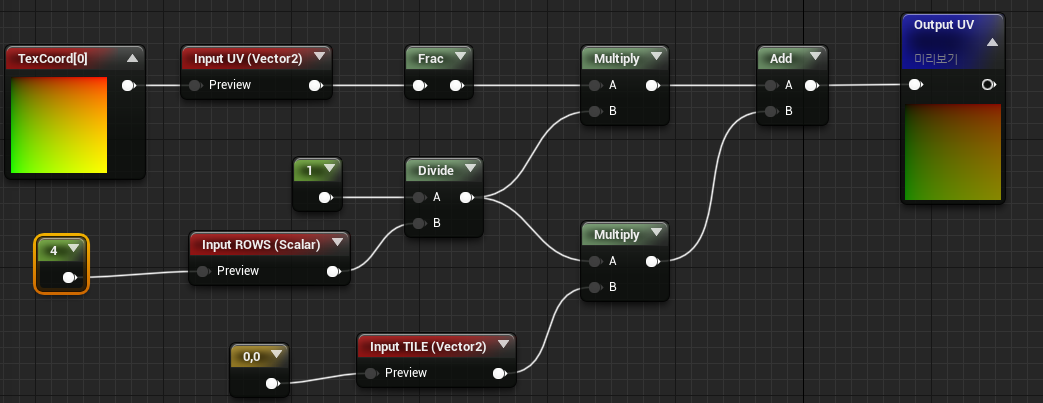 TexCoord[0]
Input UV (Vector2)
Preview
Frac
Multiply
A
B
Add
A
B
Output UV
미리보기
1
Divide
A
B
4
Input ROWS (Scalar)
Preview
Multiply
A
B
0,0
Input TILE (Vector2)
Preview